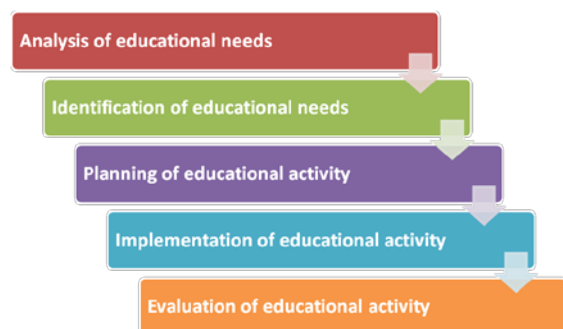 Analysis of educational needs
Identification of educational needs
Planning of educational activity
Implementation of educational activity
Evaluation of educational activity